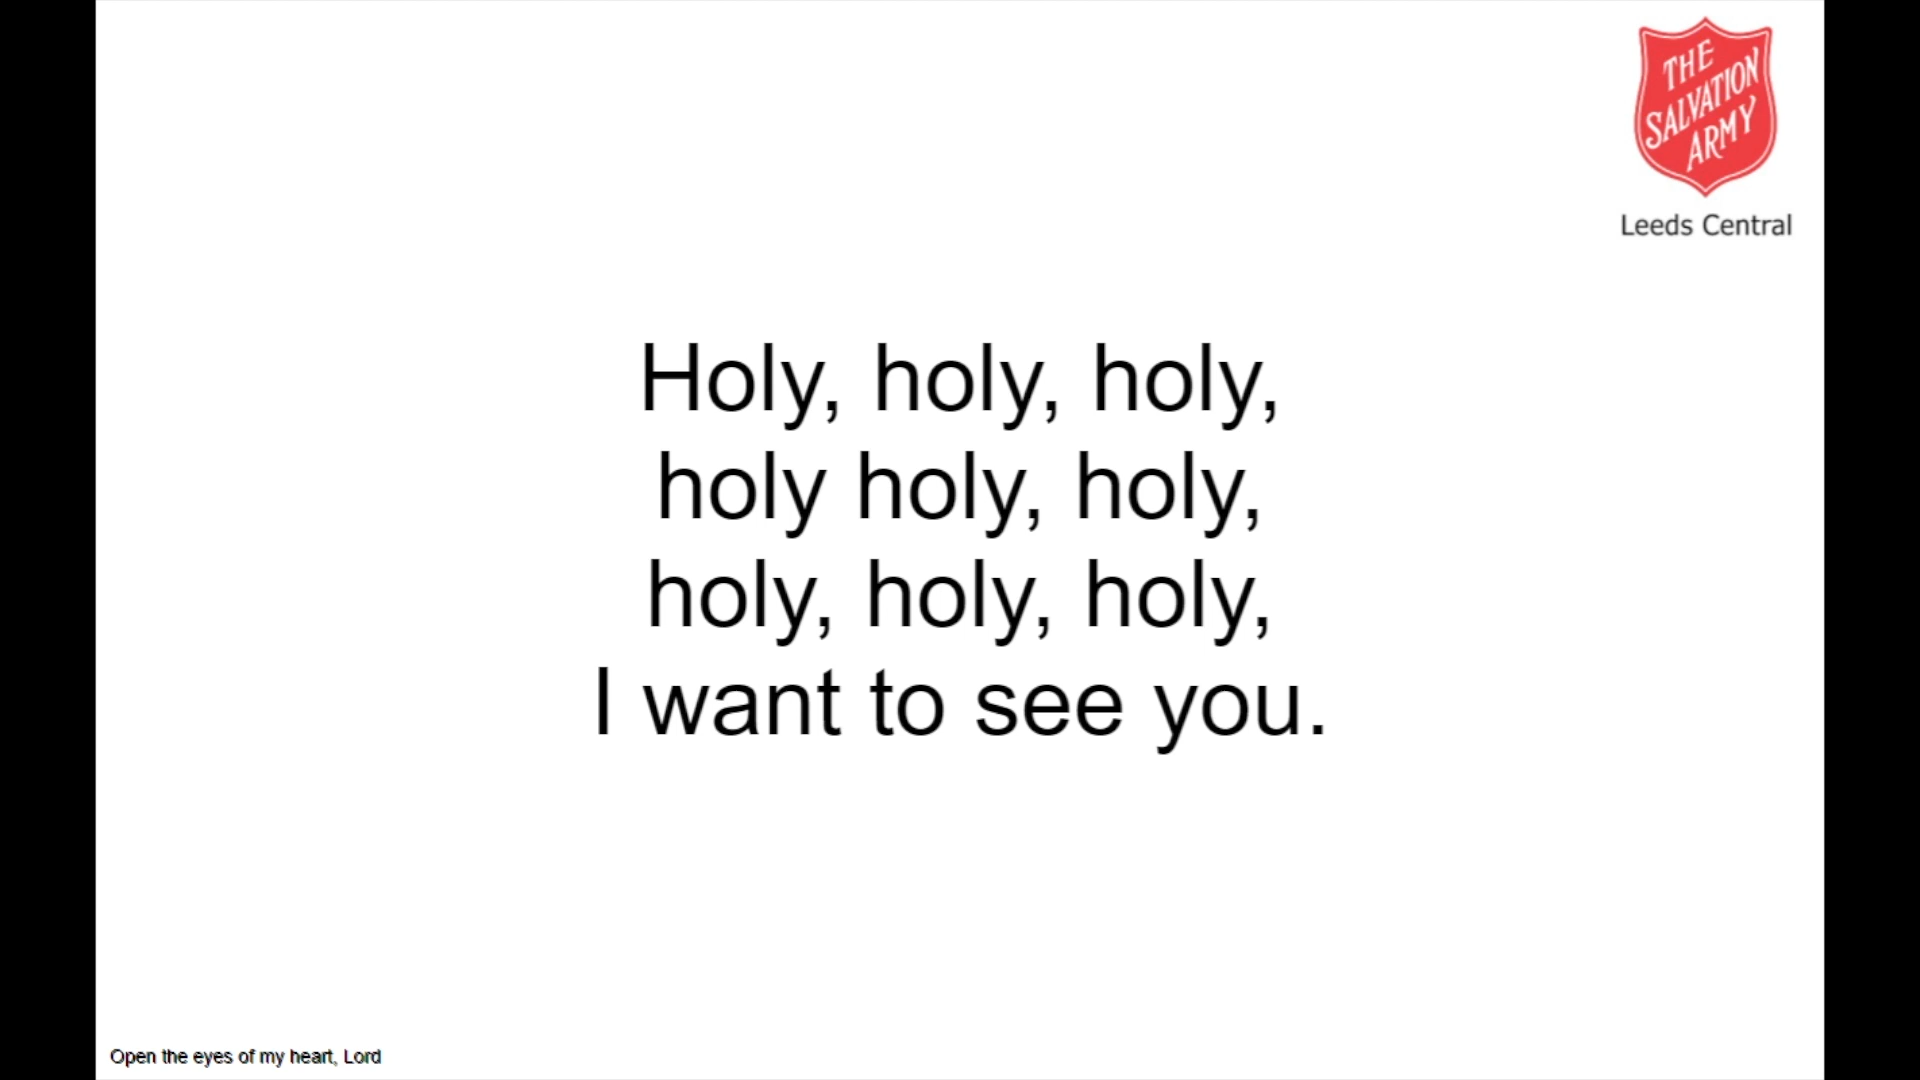 THE
SALVATION
ARMY
Leeds Central
Holy, holy, holy,
holy holy, holy,
holy, holy, holy,
I want to see you.
Open the eyes of my heart, Lord